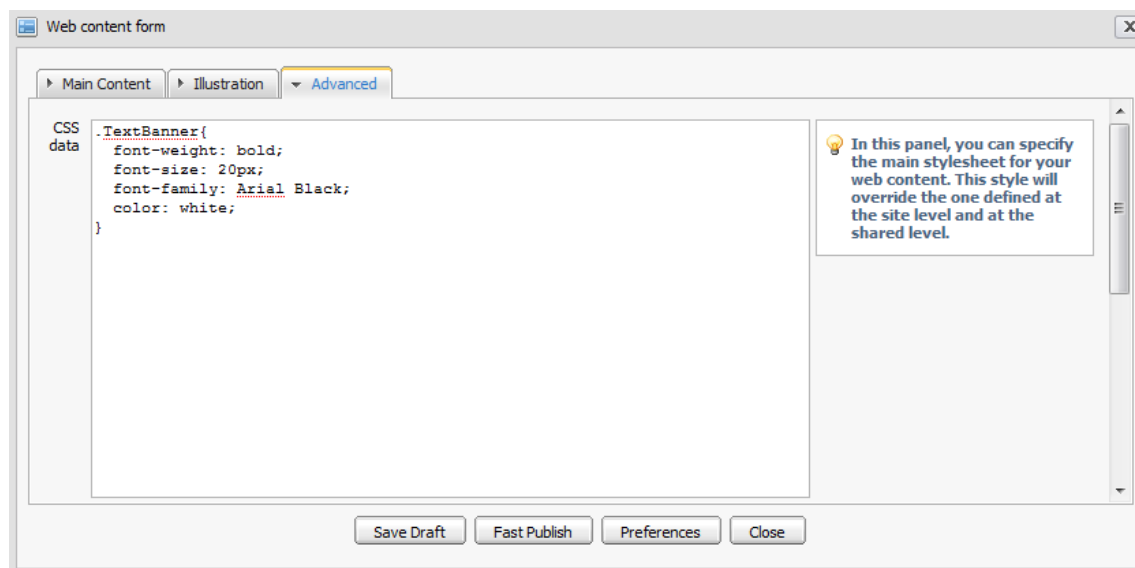 Web content form
Main Content Illustration Advanced
CSS
data
.TextBanner{
  font-weight: bold;
  font-size: 20px;
  font-family: Arial Black;
  color: white;
}
In this panel, you can specify
the main stylesheet for your
web content. This style will
override the one defined at
the site level and at the
shared level.
Save Draft Fast Publish Preferences Close